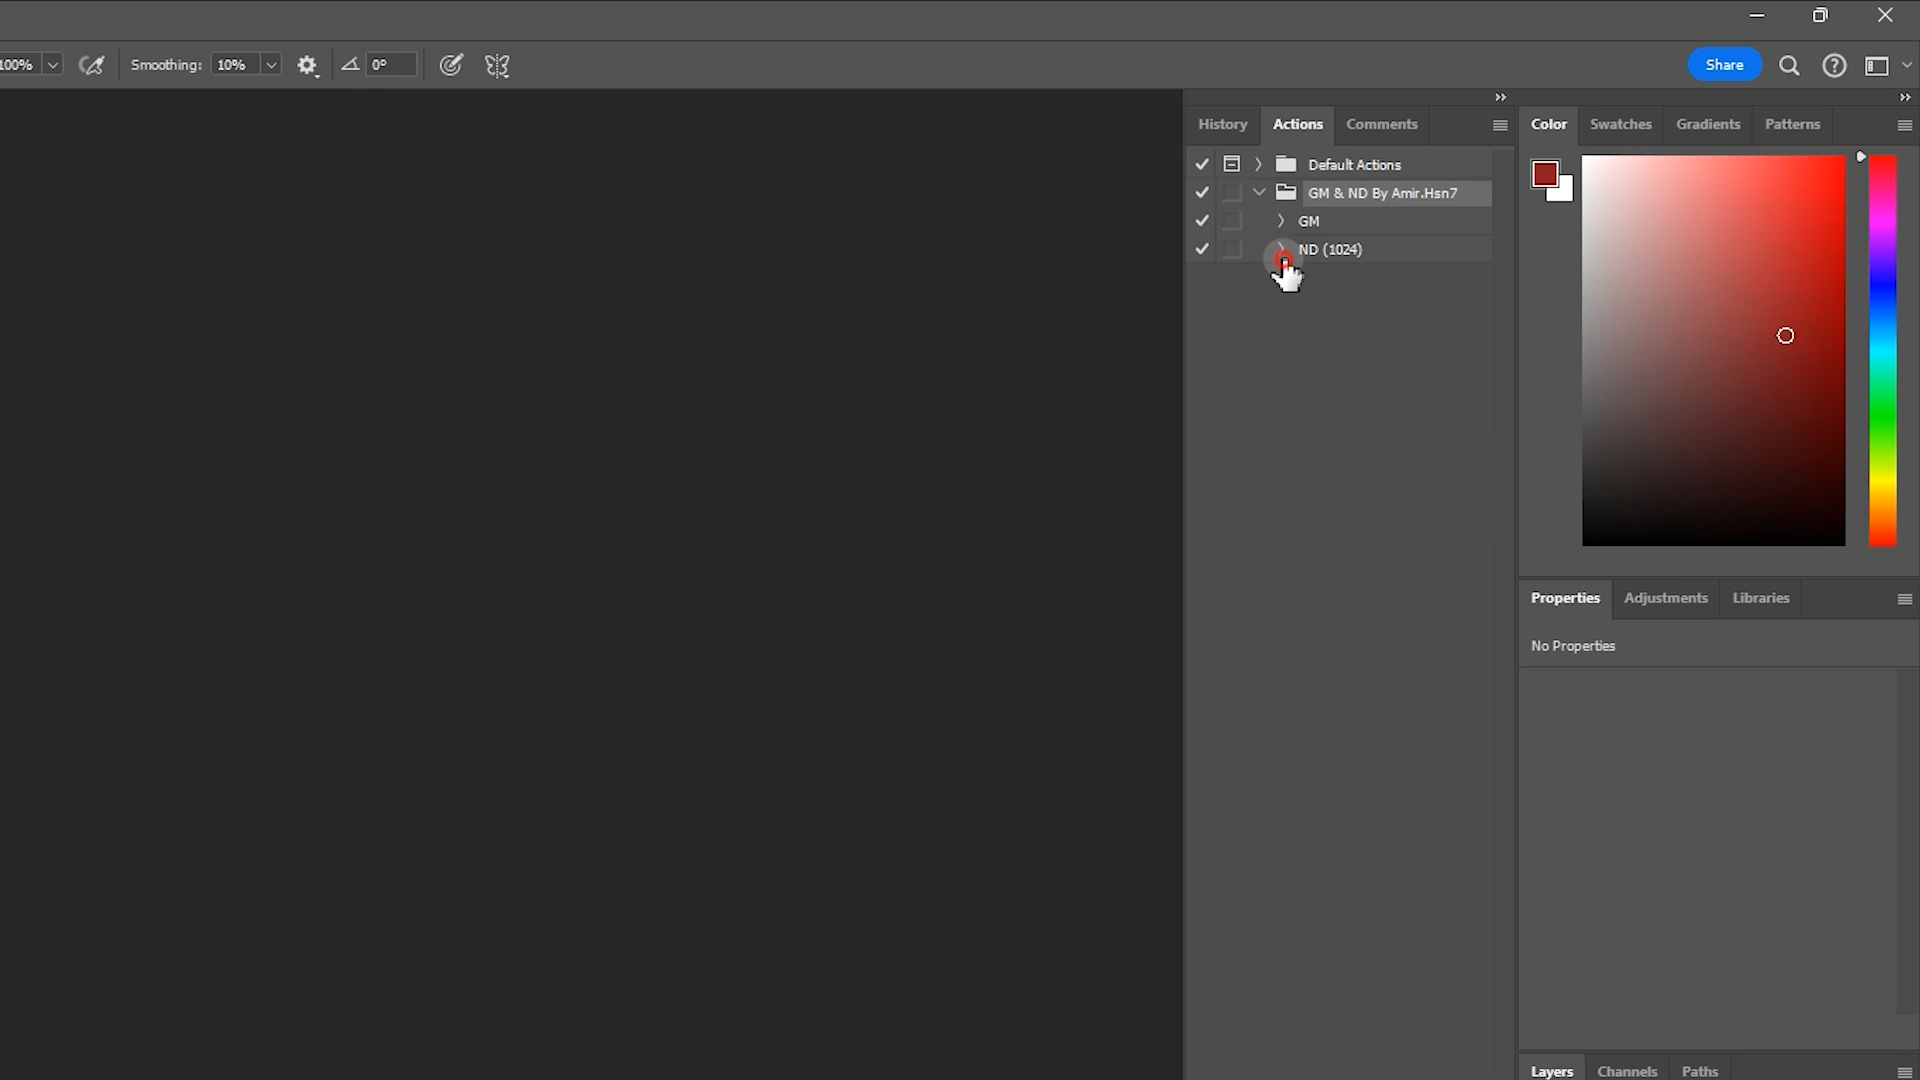 100%
Smoothing: 10%
0°
Share
History Actions Comments
Default Actions
GM & ND By Amir.Hsn7
GM
ND (1024)
Color Swatches Gradients Patterns
Properties Adjustments Libraries
No Properties
Layers Channels Paths